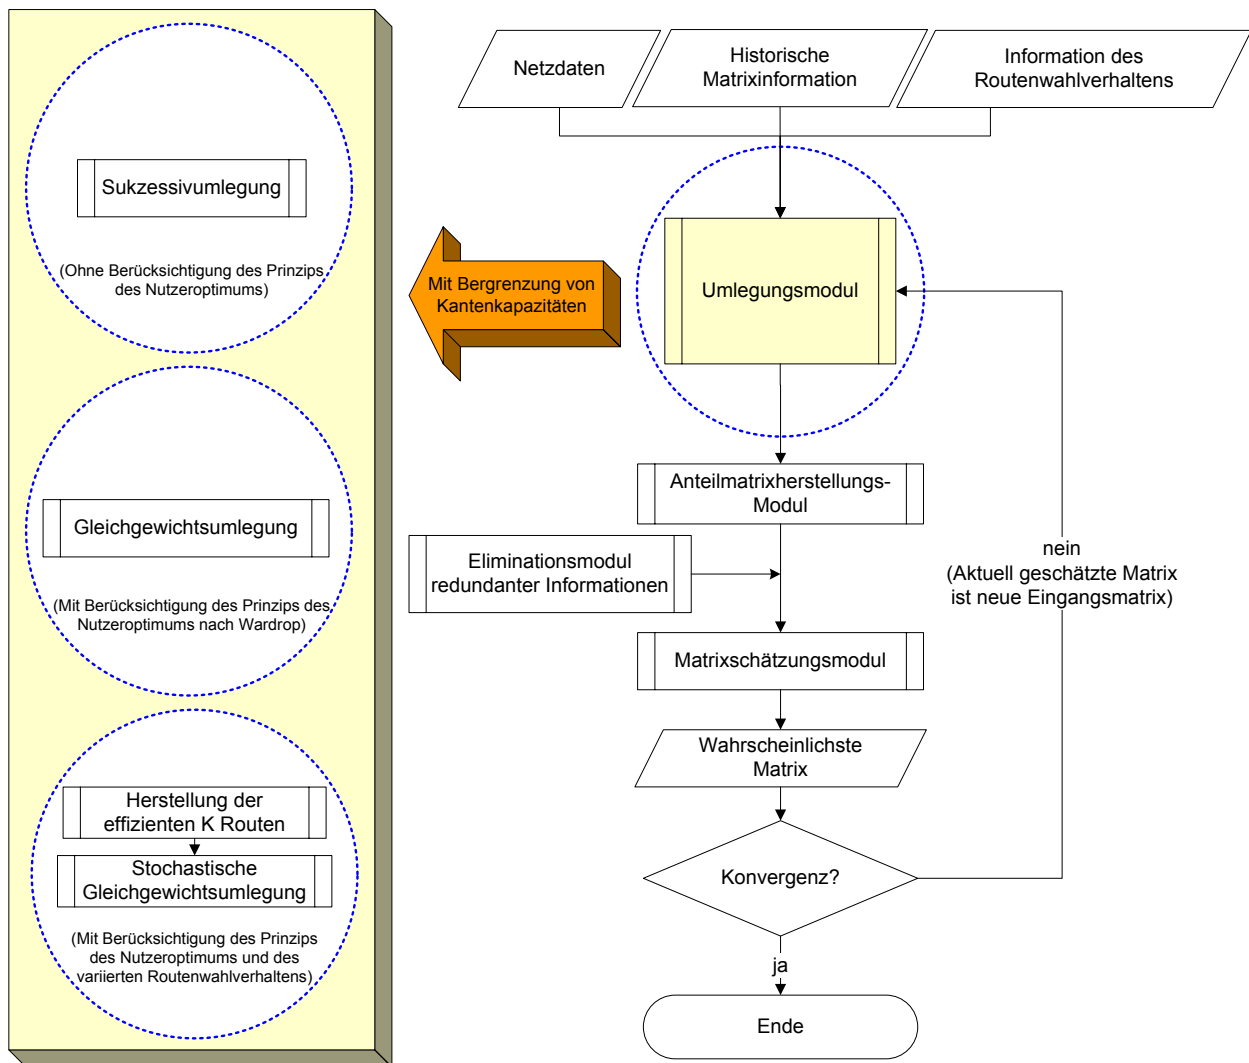 Netzdaten
Historische
Matrixinformation
Information des
Routenwahlverhaltens
Sukzessivumlegung
(Ohne Berücksichtigung des Prinzips
des Nutzeroptimums)
Mit Bergrenzung von
Kantenkapazitäten
Umlegungsmodul
Gleichgewichtsumlegung
(Mit Berücksichtigung des Prinzips des
Nutzeroptimums nach Wardrop)
Anteilmatrixherstellungs-
Modul
Eliminationsmodul
redundanter Informationen
nein
(Aktuell geschätzte Matrix
ist neue Eingangsmatrix)
Matrixschätzungsmodul
Wahrscheinlichste
Matrix
Herstellung der
effizienten K Routen
Stochastische
Gleichgewichtsumlegung
(Mit Berücksichtigung des Prinzips
des Nutzeroptimums und des
variierten Routenwahlverhaltens)
Konvergenz?
ja
Ende